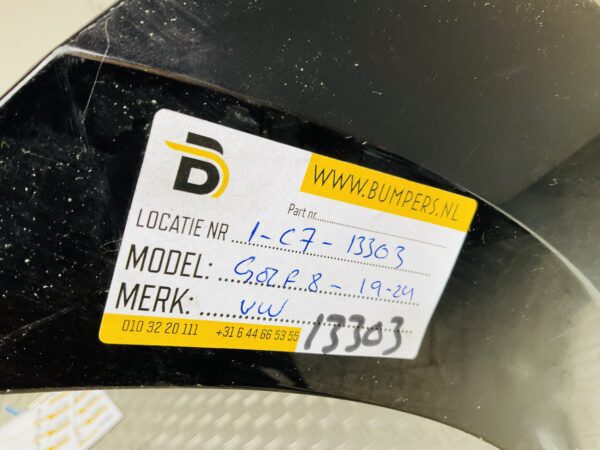 B
WWW.BUMPERS.NL
Part nr.
LOCATIE NR 1-C7-13303
MODEL: GOLF 8 - 19-24
MERK: VW
010 32 20 111 +31 6 44 66 53 55 13303